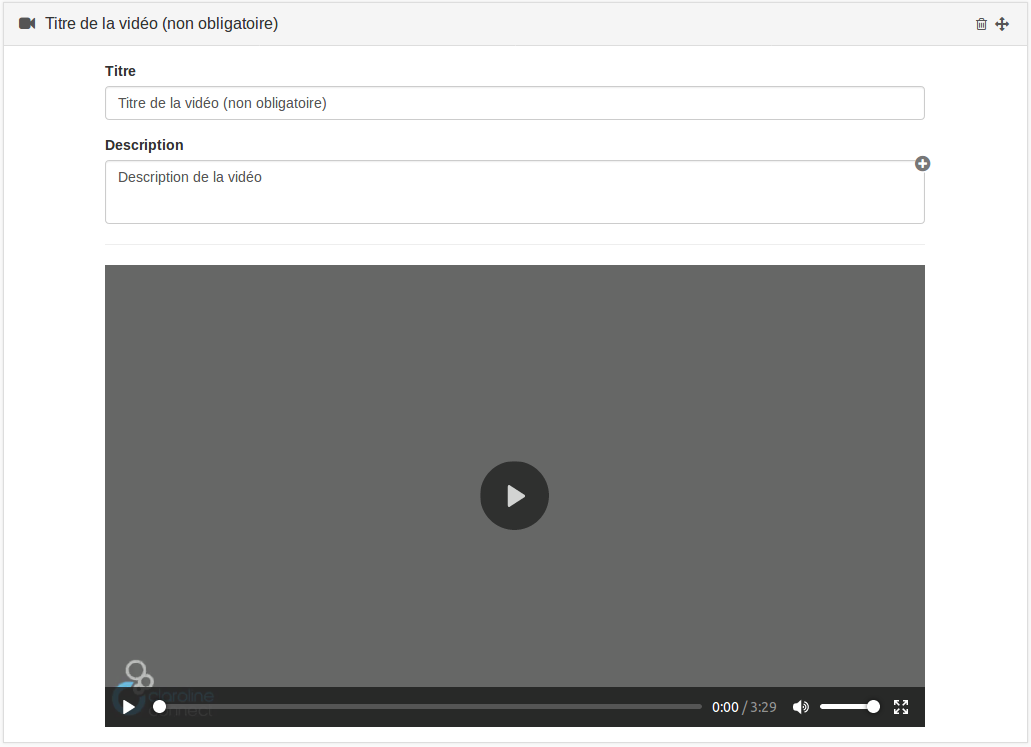 Titre de la vidéo (non obligatoire)
Titre
Titre de la vidéo (non obligatoire)
Description
Description de la vidéo
claroline
connect
0:00 / 3:29